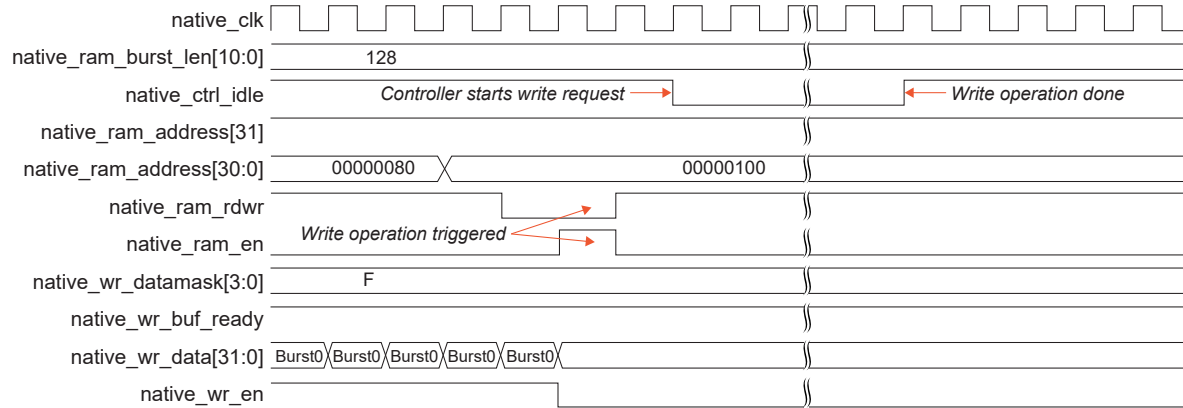 native_clk
native_ram_burst_len[10:0] 128
native_ctrl_idle Controller starts write request Write operation done
native_ram_address[31]
native_ram_address[30:0] 00000080 00000100
native_ram_rdwr
Write operation triggered
native_ram_en
native_wr_datamask[3:0] F
native_wr_buf_ready
native_wr_data[31:0] Burst0 Burst0 Burst0 Burst0 Burst0
native_wr_en